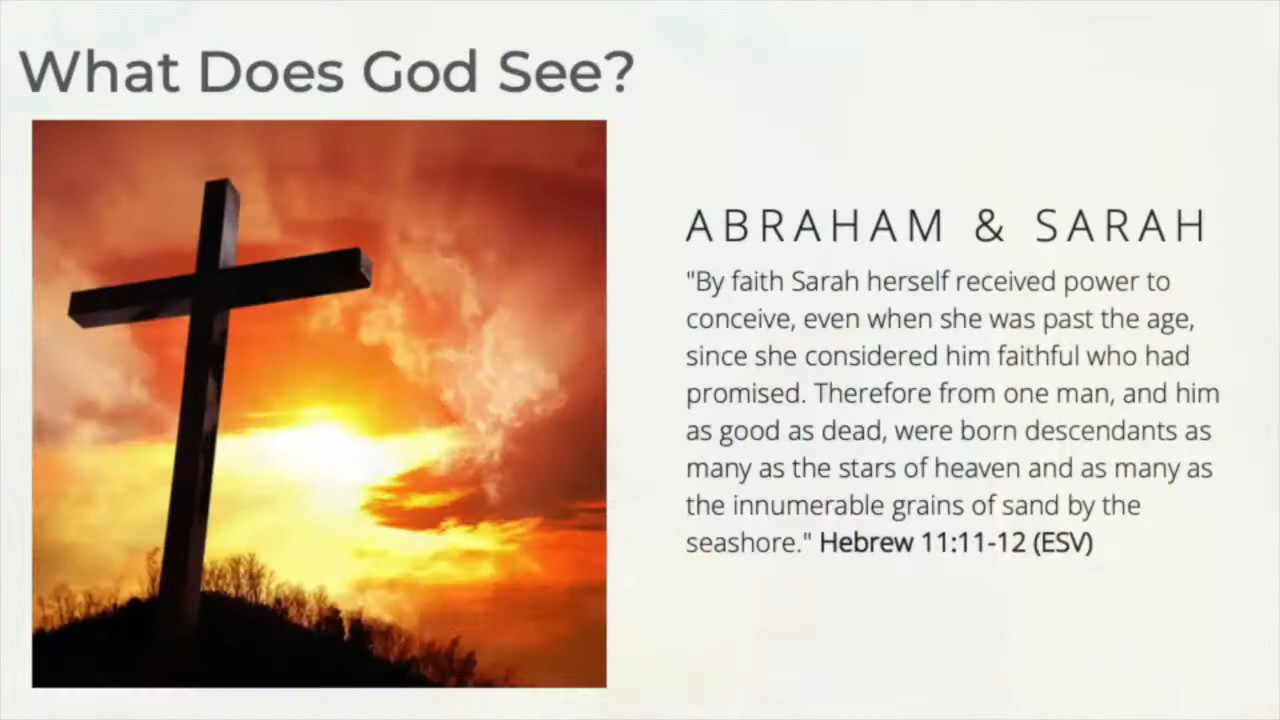 What Does God See?
ABRAHAM & SARAH
"By faith Sarah herself received power to
conceive, even when she was past the age,
since she considered him faithful who had
promised. Therefore from one man, and him
as good as dead, were born descendants as
many as the stars of heaven and as many as
the innumerable grains of sand by the
seashore." Hebrew 11:11-12 (ESV)